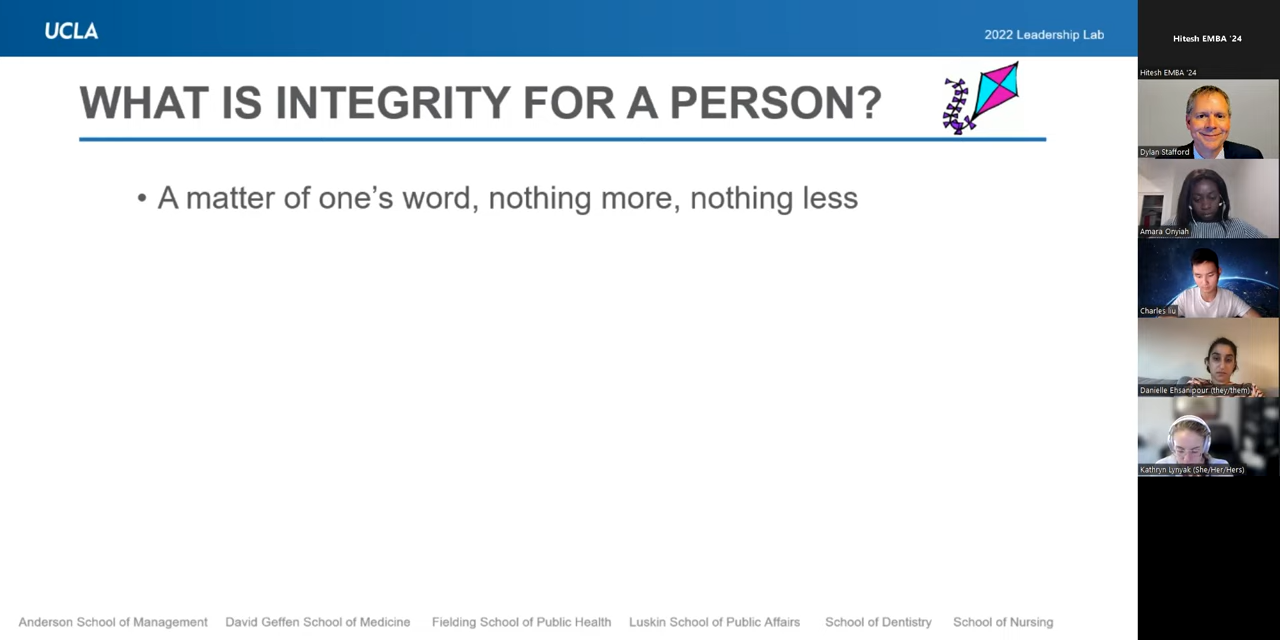 UCLA
2022 Leadership Lab
WHAT IS INTEGRITY FOR A PERSON?
• A matter of one’s word, nothing more, nothing less
Anderson School of Management David Geffen School of Medicine Fielding School of Public Health Luskin School of Public Affairs School of Dentistry School of Nursing
Hitesh EMBA '24
Hitesh EMBA '24
Dylan Stafford
Amara Onyiah
Charles liu
Danielle Ehsanipour (they/them)
Kathryn Lynyak (She/Her/Hers)